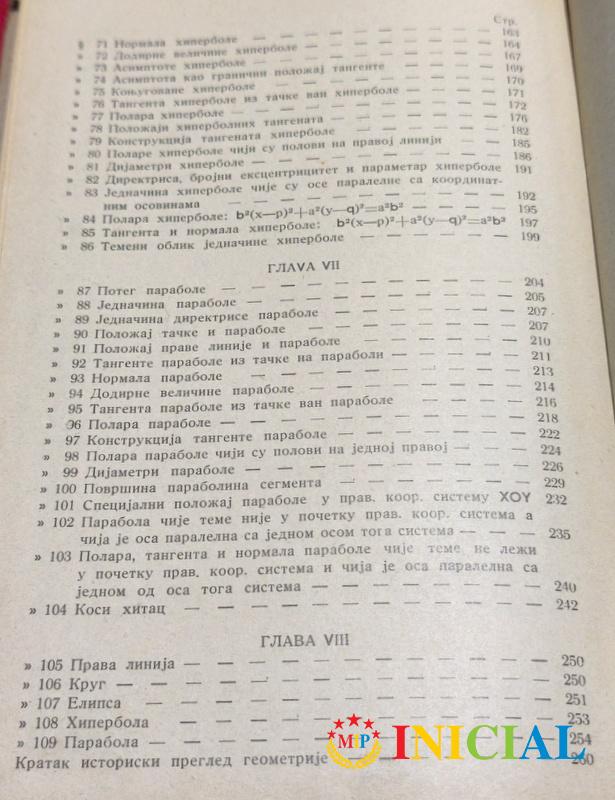 Стр.
§ 71 Нормала хиперболе — — — — — — — 163
» 72 Додирне величине хиперболе — — — — — — 164
» 73 Асимптоте хиперболе — — — — — — — 167
» 74 Асимптота као гранични положај тангенте — — — — 169
» 75 Коњуговане хиперболе — — — — — — — 170
» 76 Тангента хиперболе из тачке ван хиперболе — — — 171
» 77 Полара хиперболе — — — — — — — — 172
» 78 Положаји хиперболних тангената — — — — — 176
» 79 Конструкција тангената хиперболе — — — — — 182
» 80 Поларе хиперболе чији су полови на правој линији — — 185
» 81 Дијаметри хиперболе — — — — — — — 186
» 82 Директриса, бројни ексцентрицитет и параметар хиперболе 191
» 83 Једначина хиперболе чије су осе паралелне са координат-
ним осовинама — — — — — — — — 192
» 84 Полара хиперболе: b²(x—p)²+a²(y—q)²=a²b² — — — 195
» 85 Тангента и нормала хиперболе: b²(x—p)²+a²(y—q)²=a²b² 197
» 86 Темени облик једначине хиперболе — — — — — 199
ГЛАVА VII
» 87 Потег параболе — — — — — — — — 204
» 88 Једначина параболе — — — — — — — 205
» 89 Једначина директрисе параболе — — — — — 207
» 90 Положај тачке и параболе — — — — — — 207
» 91 Положај праве линије и параболе — — — — — 210
» 92 Тангенте параболе из тачке на параболи — — — — 211
» 93 Нормала параболе — — — — — — — — 213
» 94 Додирне величине параболе — — — — — — 214
» 95 Тангента параболе из тачке ван параболе — — — — 216
» 96 Полара параболе — — — — — — — — 218
» 97 Конструкција тангенте параболе — — — — — 222
» 98 Полара параболе чији су полови на једној правој — — 224
» 99 Дијаметри параболе — — — — — — — 226
» 100 Површина параболина сегмента — — — — — 229
» 101 Специјални положај параболе у прав. коор. систему XOY 232
» 102 Парабола чије теме није у почетку прав. коор. система а
чија је оса паралелна са једном осом тога система — — — 235
» 103 Полара, тангента и нормала параболе чије теме не лежи
у почетку прав. коор. система и чија је оса паралелна са
једном од оса тога система — — — — — — 240
» 104 Коси хитац — — — — — — — — — 242
ГЛАВА VIII
» 105 Права линија — — — — — — — — — 250
» 106 Круг — — — — — — — — — — — 250
» 107 Елипса — — — — — — — — — — 251
» 108 Хипербола — — — — — — — — — 253
» 109 Парабола — — — — — — — — — 254
Кратак историски преглед геометрије — — — — 260
МТР INICIAL